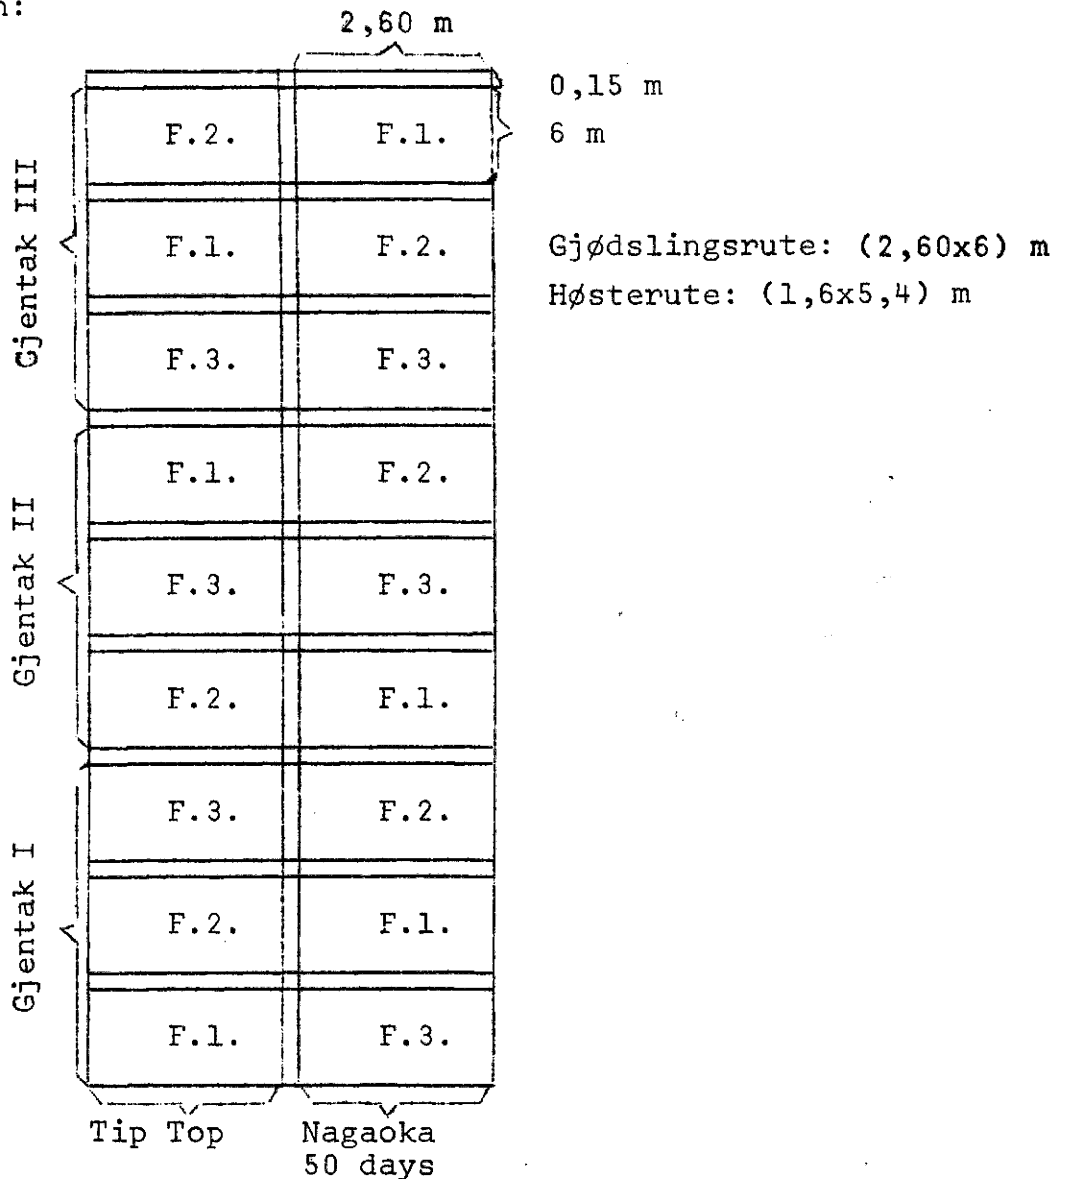 n:
2,60 m
0,15 m
6 m
Gjentak III
F.2. F.1.
F.1. F.2.
F.3. F.3.
Gjødslingsrute: (2,60x6) m
Høsterute: (1,6x5,4) m
Gjentak II
F.1. F.2.
F.3. F.3.
F.2. F.1.
Gjentak I
F.3. F.2.
F.2. F.1.
F.1. F.3.
Tip Top
Nagaoka
50 days